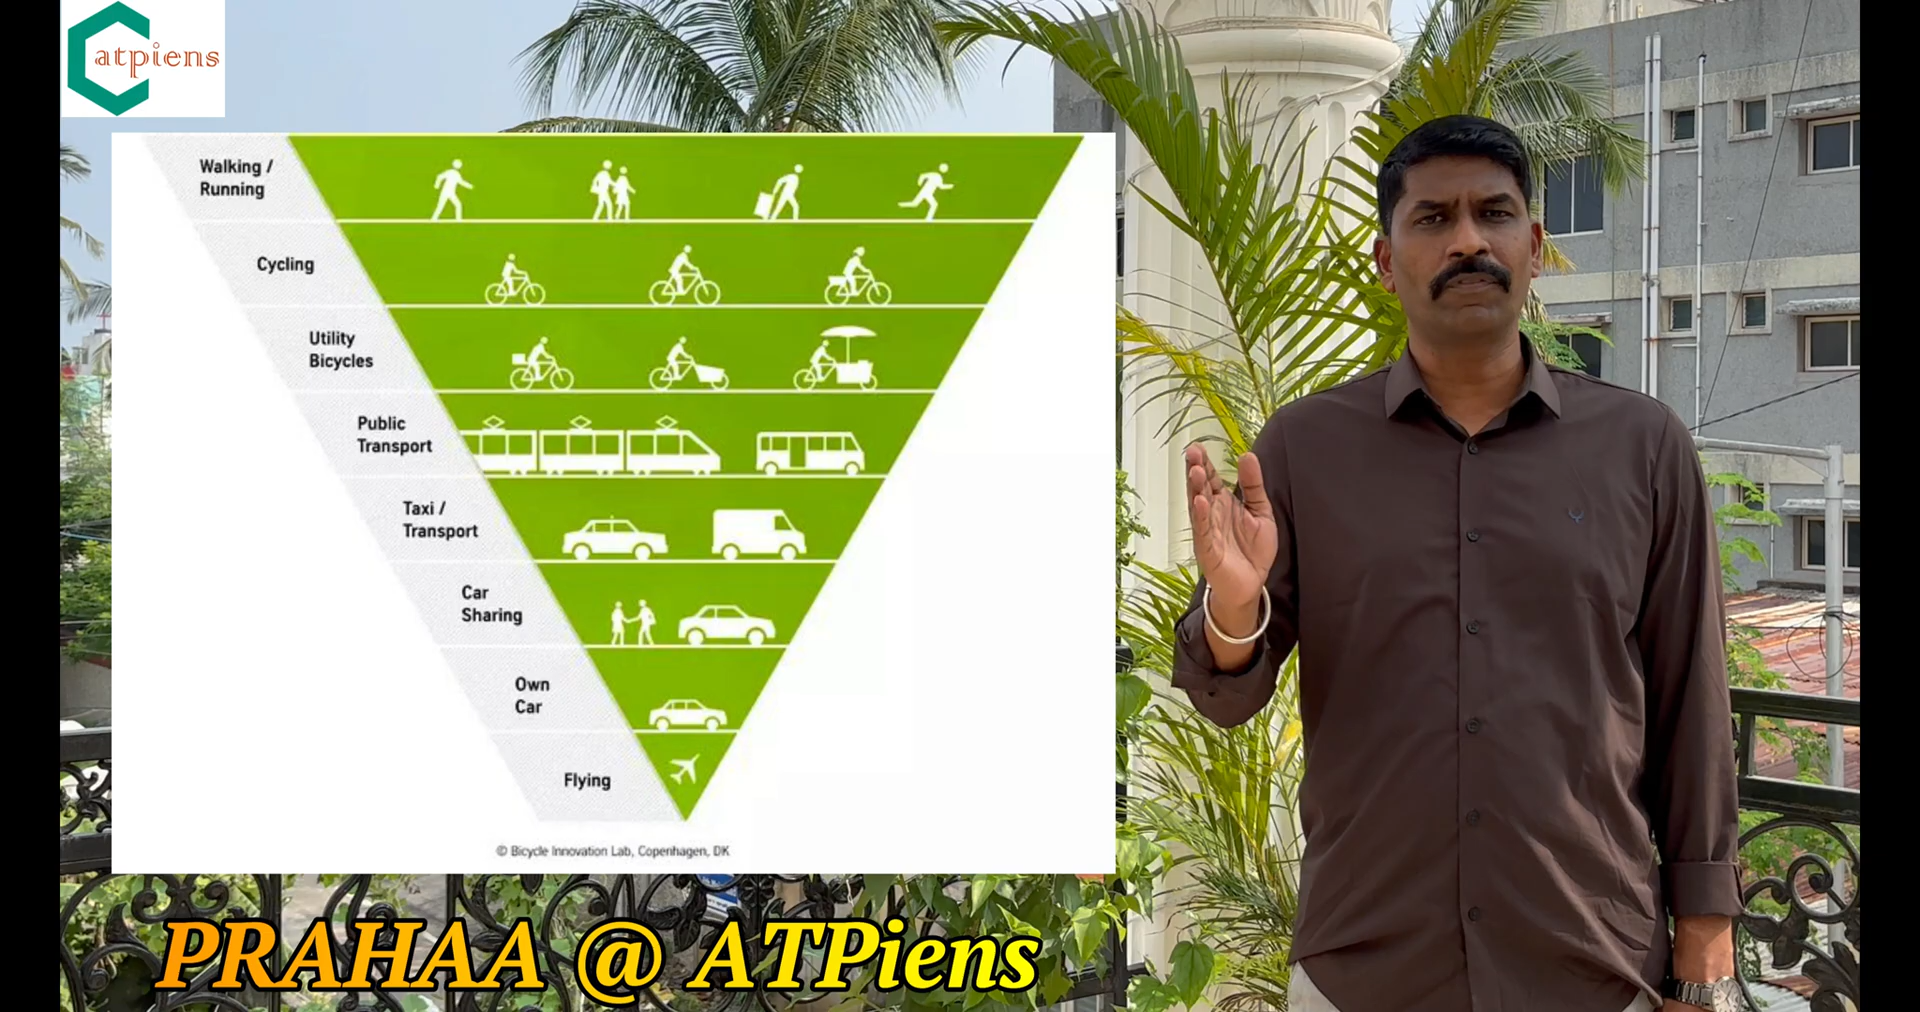 atpiens
Walking /
Running
Cycling
Utility
Bicycles
Public
Transport
Taxi /
Transport
Car
Sharing
Own
Car
Flying
© Bicycle Innovation Lab, Copenhagen, DK
PRAHAA @ ATPiens